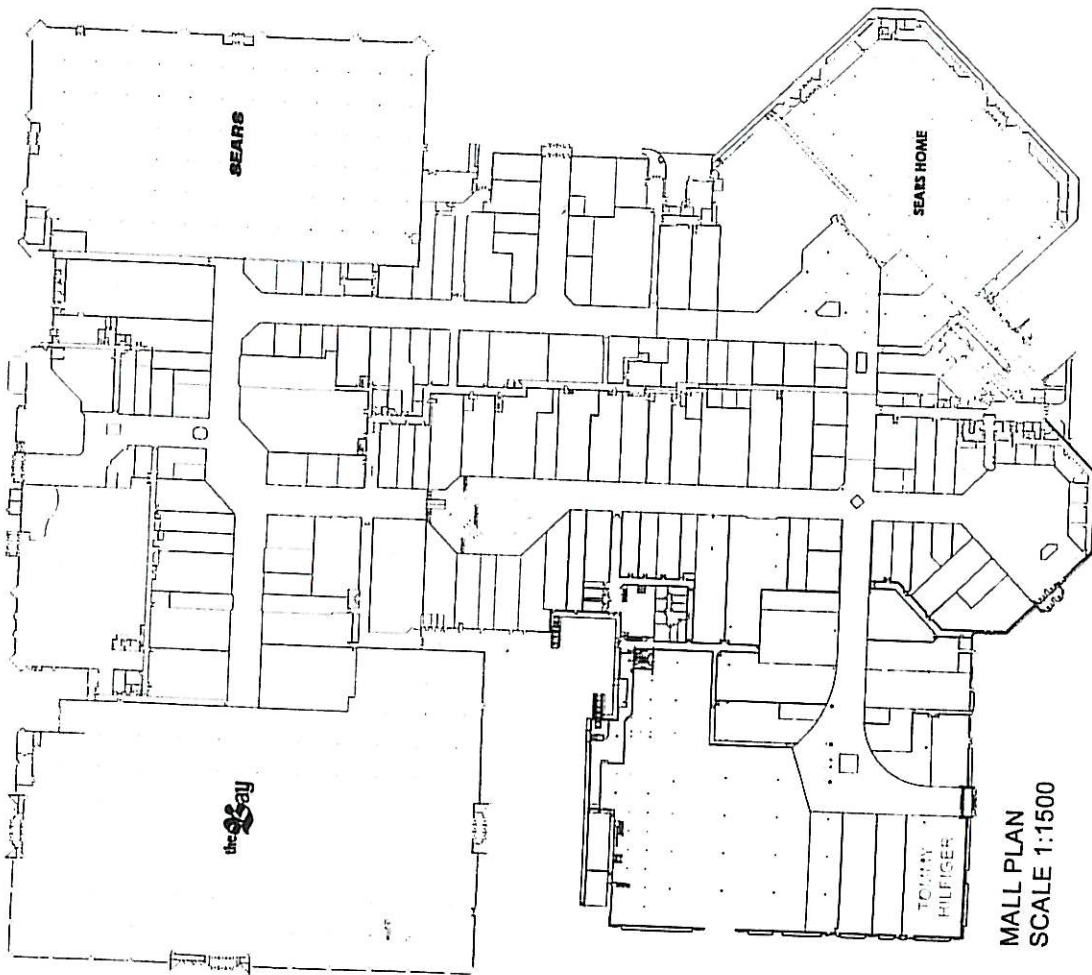 SEARS
SEARS HOME
the Bay
TOMMY
HILFIGER
MALL PLAN
SCALE 1:1500